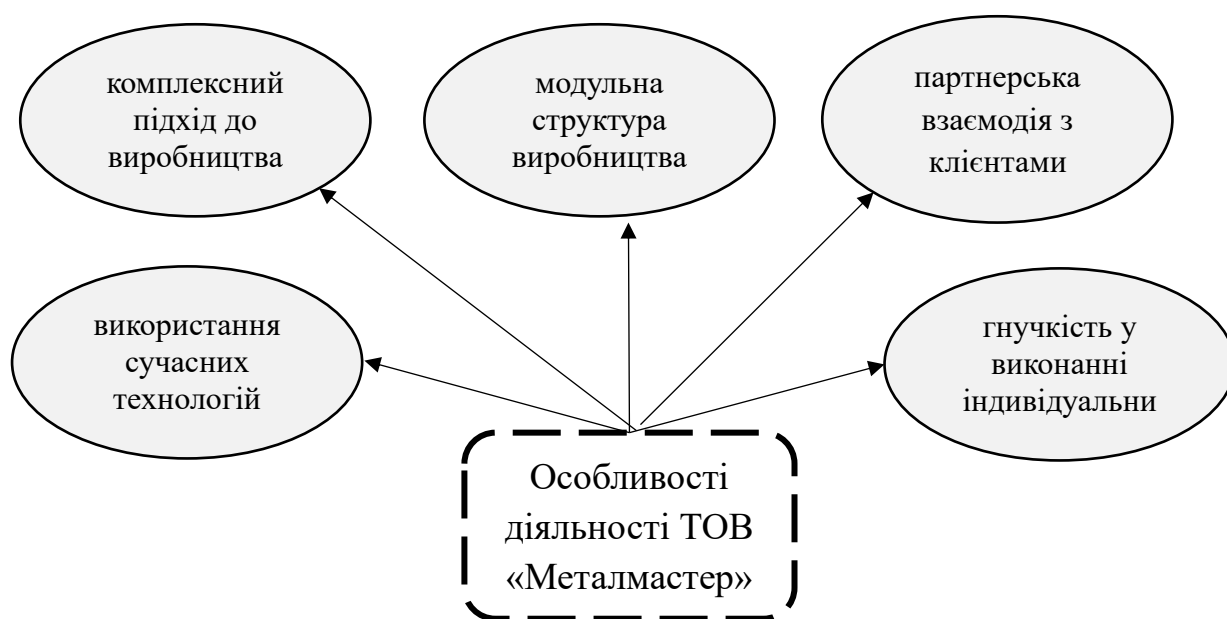 комплексний
підхід до
виробництва
модульна
структура
виробництва
партнерська
взаємодія з
клієнтами
використання
сучасних
технологій
гнучкість у
виконанні
індивідуальни
Особливості
діяльності ТОВ
«Металмастер»